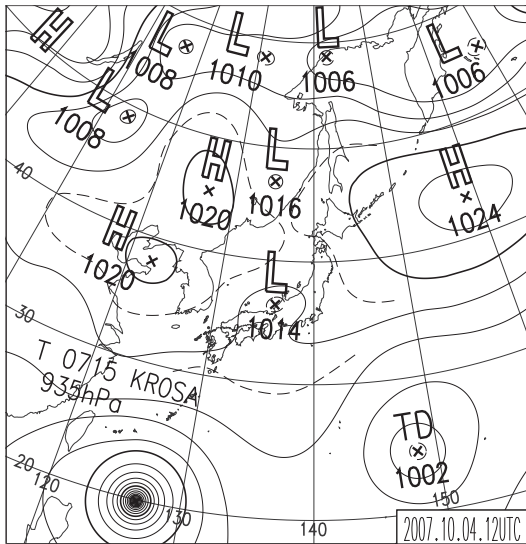 H
L
1008
L
1010
L
1006
L
1006
L
1008
40
H
1020
L
1016
H
1024
H
1020
L
1014
30
T 0715 KROSA
935hPa
TD
1002
20
120
130
140
150
2007.10.04.12UTC